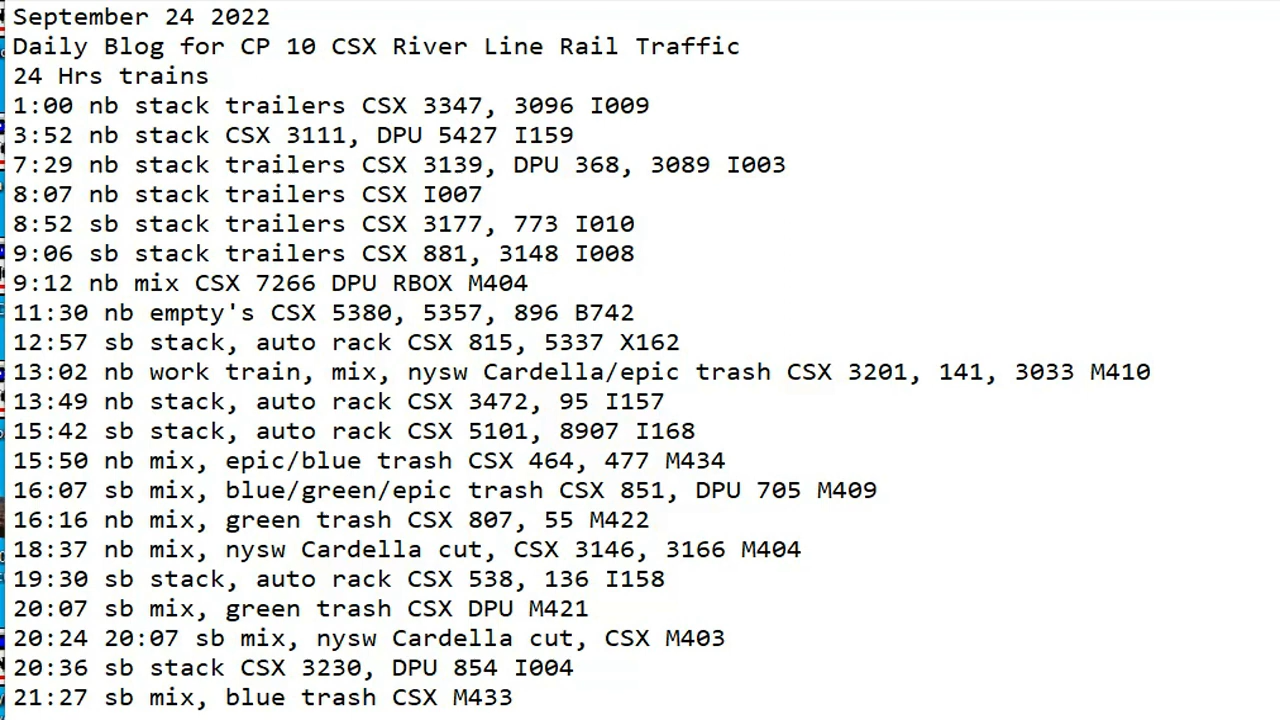 September 24 2022
Daily Blog for CP 10 CSX River Line Rail Traffic
24 Hrs trains
1:00 nb stack trailers CSX 3347, 3096 I009
3:52 nb stack CSX 3111, DPU 5427 I159
7:29 nb stack trailers CSX 3139, DPU 368, 3089 I003
8:07 nb stack trailers CSX I007
8:52 sb stack trailers CSX 3177, 773 I010
9:06 sb stack trailers CSX 881, 3148 I008
9:12 nb mix CSX 7266 DPU RBOX M404
11:30 nb empty's CSX 5380, 5357, 896 B742
12:57 sb stack, auto rack CSX 815, 5337 X162
13:02 nb work train, mix, nysw Cardella/epic trash CSX 3201, 141, 3033 M410
13:49 nb stack, auto rack CSX 3472, 95 I157
15:42 sb stack, auto rack CSX 5101, 8907 I168
15:50 nb mix, epic/blue trash CSX 464, 477 M434
16:07 sb mix, blue/green/epic trash CSX 851, DPU 705 M409
16:16 nb mix, green trash CSX 807, 55 M422
18:37 nb mix, nysw Cardella cut, CSX 3146, 3166 M404
19:30 sb stack, auto rack CSX 538, 136 I158
20:07 sb mix, green trash CSX DPU M421
20:24 20:07 sb mix, nysw Cardella cut, CSX M403
20:36 sb stack CSX 3230, DPU 854 I004
21:27 sb mix, blue trash CSX M433